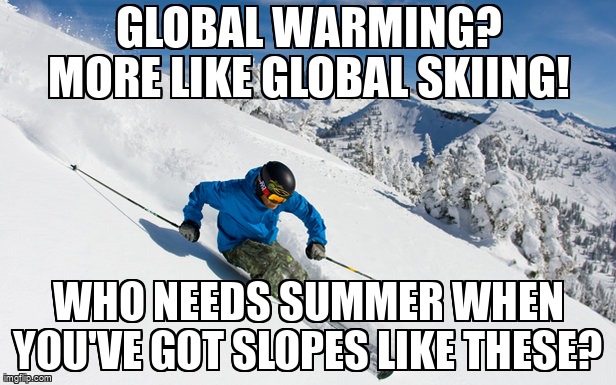 GLOBAL WARMING?
MORE LIKE GLOBAL SKIING!
WHO NEEDS SUMMER WHEN
YOU'VE GOT SLOPES LIKE THESE?
imgflip.com